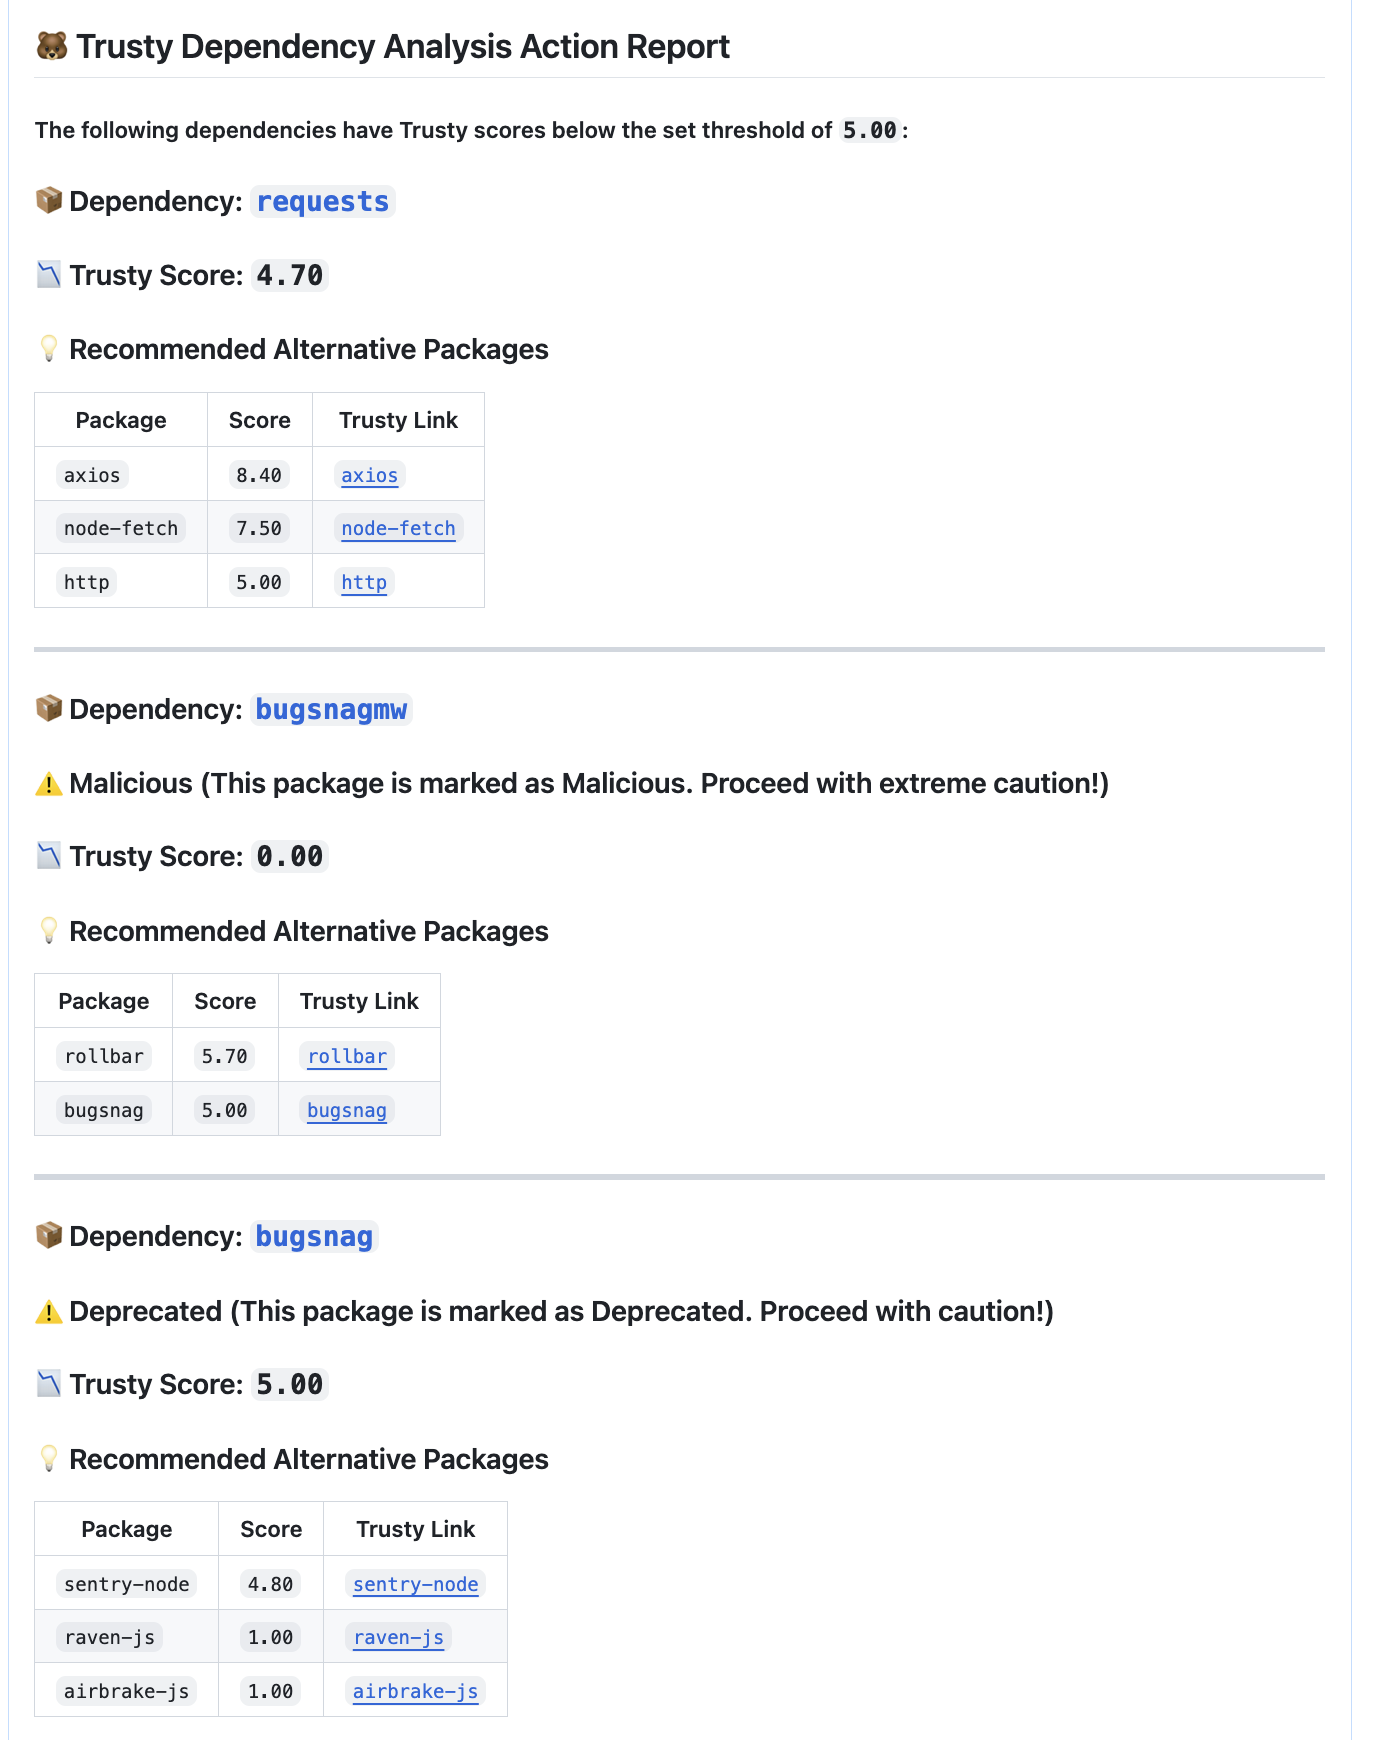 Trusty Dependency Analysis Action Report
The following dependencies have Trusty scores below the set threshold of 5.00:
Dependency: requests
Trusty Score: 4.70
Recommended Alternative Packages
Package Score Trusty Link
axios 8.40 axios
node-fetch 7.50 node-fetch
http 5.00 http
Dependency: bugsnagmw
Malicious (This package is marked as Malicious. Proceed with extreme caution!)
Trusty Score: 0.00
Recommended Alternative Packages
Package Score Trusty Link
rollbar 5.70 rollbar
bugsnag 5.00 bugsnag
Dependency: bugsnag
Deprecated (This package is marked as Deprecated. Proceed with caution!)
Trusty Score: 5.00
Recommended Alternative Packages
Package Score Trusty Link
sentry-node 4.80 sentry-node
raven-js 1.00 raven-js
airbrake-js 1.00 airbrake-js